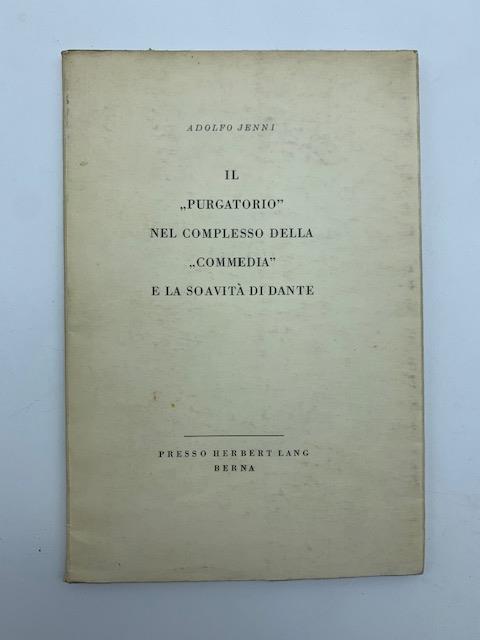 ADOLFO JENNI
IL
„PURGATORIO”
NEL COMPLESSO DELLA
„COMMEDIA”
E LA SOAVITÀ DI DANTE
PRESSO HERBERT LANG
BERNA